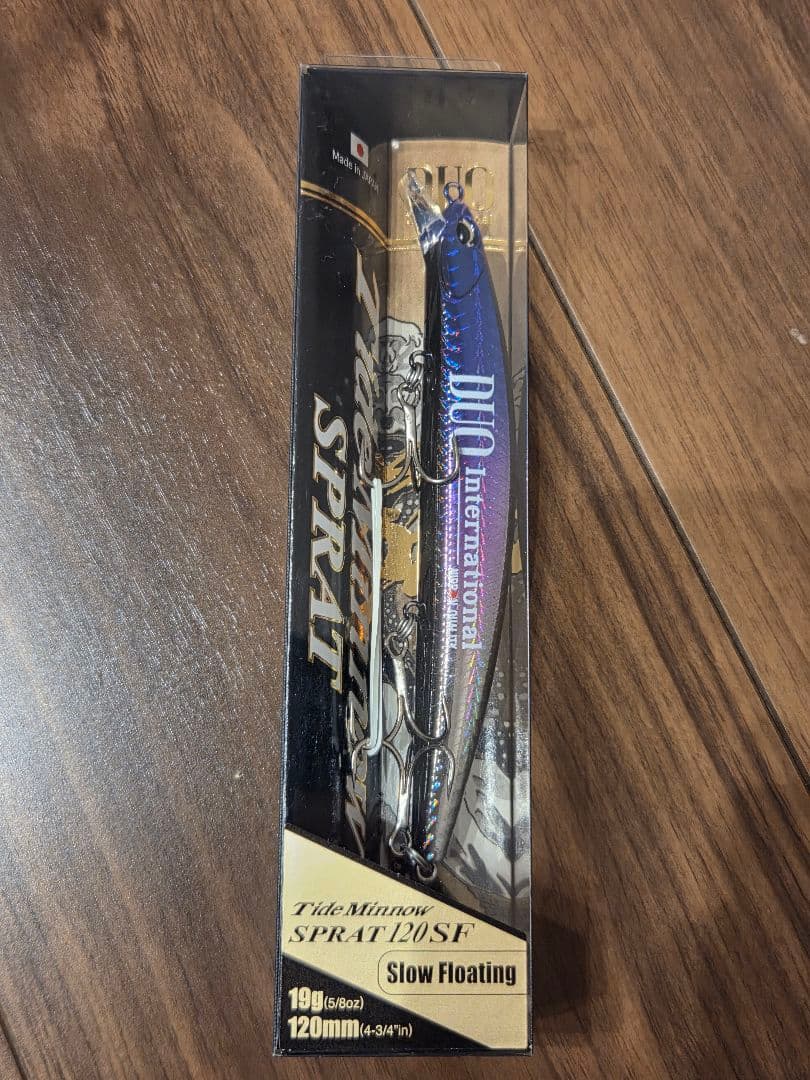 Made in JAPAN
DUO
Tide Minnow
SPRAT
DUO International
Tide Minnow
SPRAT 120 SF
Slow Floating
19g(5/8oz)
120mm(4-3/4"in)